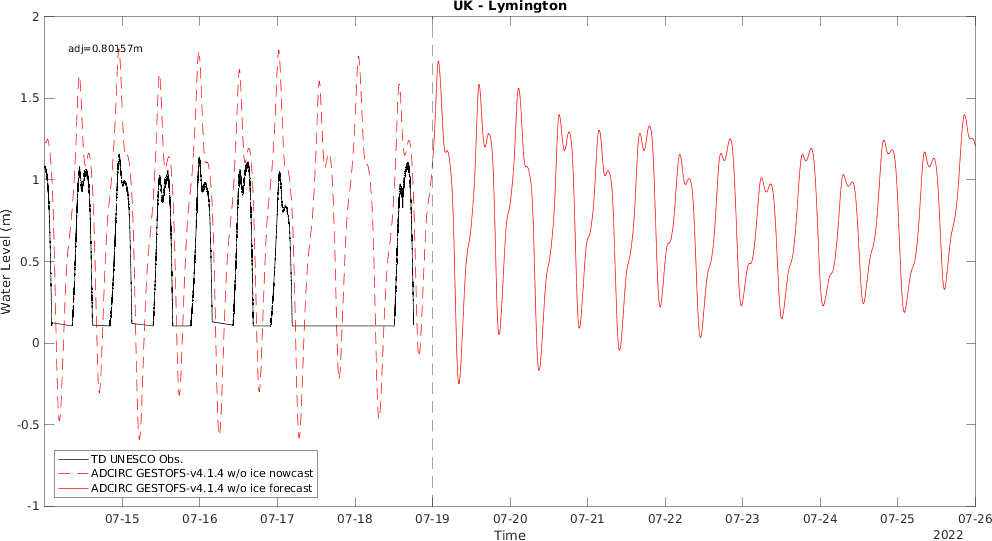 UK - Lymington
adj=0.80157m
Water Level (m)
2
1.5
1
0.5
0
-0.5
-1
TD UNESCO Obs.
ADCIRC GESTOFS-v4.1.4 w/o ice nowcast
ADCIRC GESTOFS-v4.1.4 w/o ice forecast
07-15 07-16 07-17 07-18 07-19 07-20 07-21 07-22 07-23 07-24 07-25 07-26
Time
2022